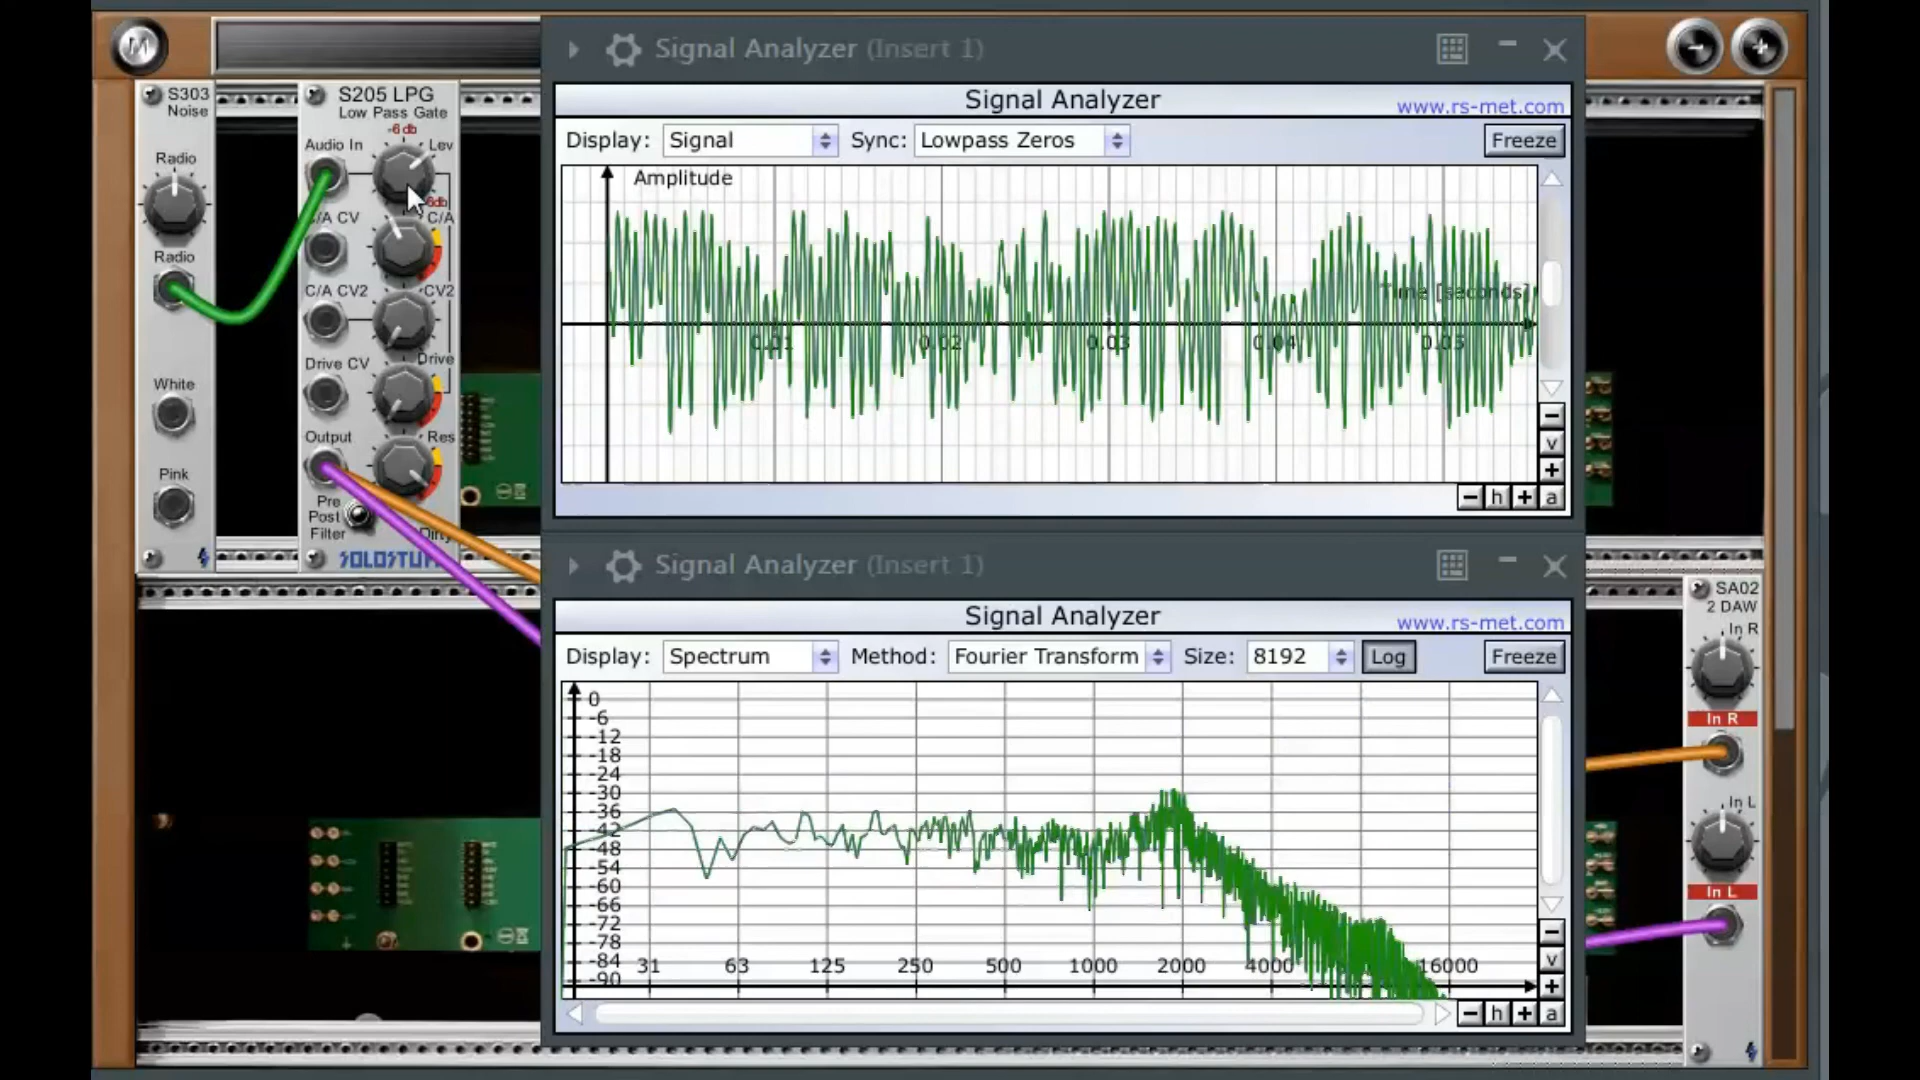 M
S303
Noise
Radio
Radio
White
Pink
S205 LPG
Low Pass Gate
-6 db
Audio In
Lev
6db
C/A CV
C/A
C/A CV2
CV2
Drive CV
Drive
Output
Res
Pre
Post
Filter
Dirty
SOLOSTUFF
Signal Analyzer (Insert 1)
Signal Analyzer
www.rs-met.com
Display: Signal Sync: Lowpass Zeros Freeze
Amplitude
Time [seconds]
0.01 0.02 0.03 0.04 0.05
v
h a
Signal Analyzer (Insert 1)
Signal Analyzer
www.rs-met.com
Display: Spectrum Method: Fourier Transform Size: 8192 Log Freeze
0
-6
-12
-18
-24
-30
-36
-42
-48
-54
-60
-66
-72
-78
-84
-90
31 63 125 250 500 1000 2000 4000 16000
v
h a
SA02
2 DAW
In R
In R
In L
In L